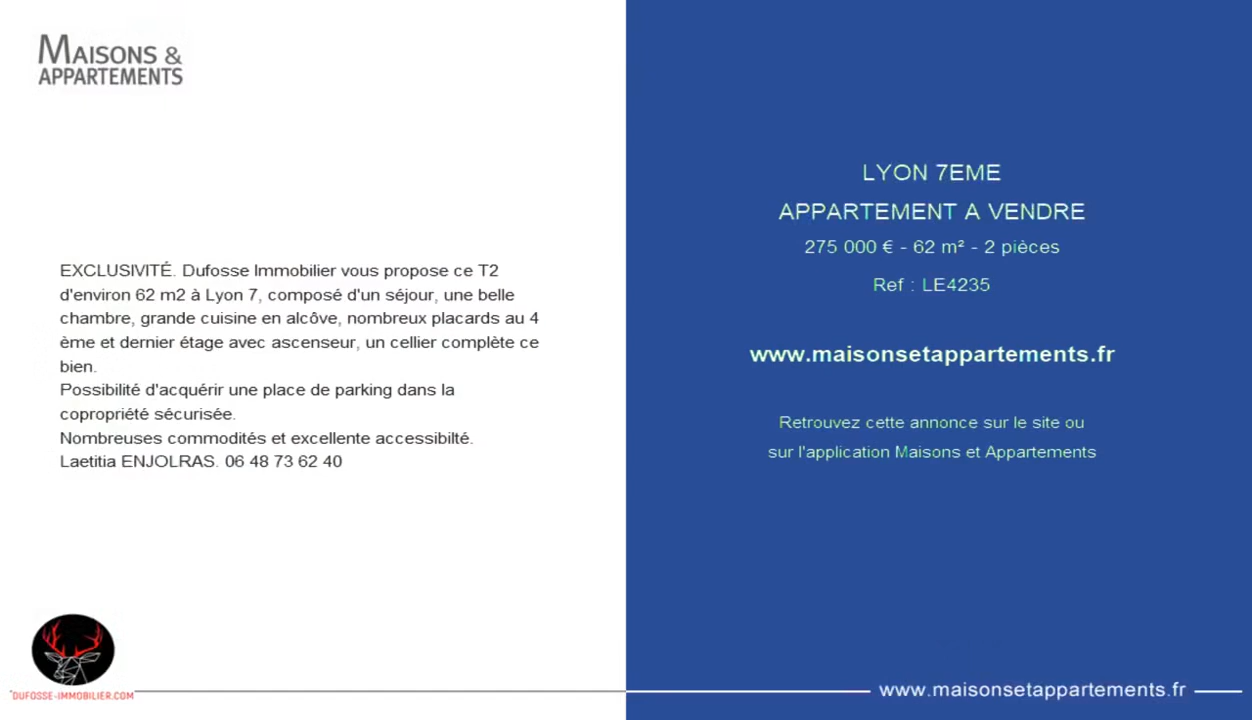 MAISONS &
APPARTEMENTS
EXCLUSIVITÉ. Dufosse Immobilier vous propose ce T2
d'environ 62 m2 à Lyon 7, composé d'un séjour, une belle
chambre, grande cuisine en alcôve, nombreux placards au 4
ème et dernier étage avec ascenseur, un cellier complète ce
bien.
Possibilité d'acquérir une place de parking dans la
copropriété sécurisée.
Nombreuses commodités et excellente accessibilté.
Laetitia ENJOLRAS. 06 48 73 62 40
DUFOSSE-IMMOBILIER.COM
LYON 7EME
APPARTEMENT A VENDRE
275 000 € - 62 m² - 2 pièces
Ref : LE4235
www.maisonsetappartements.fr
Retrouvez cette annonce sur le site ou
sur l'application Maisons et Appartements
www.maisonsetappartements.fr